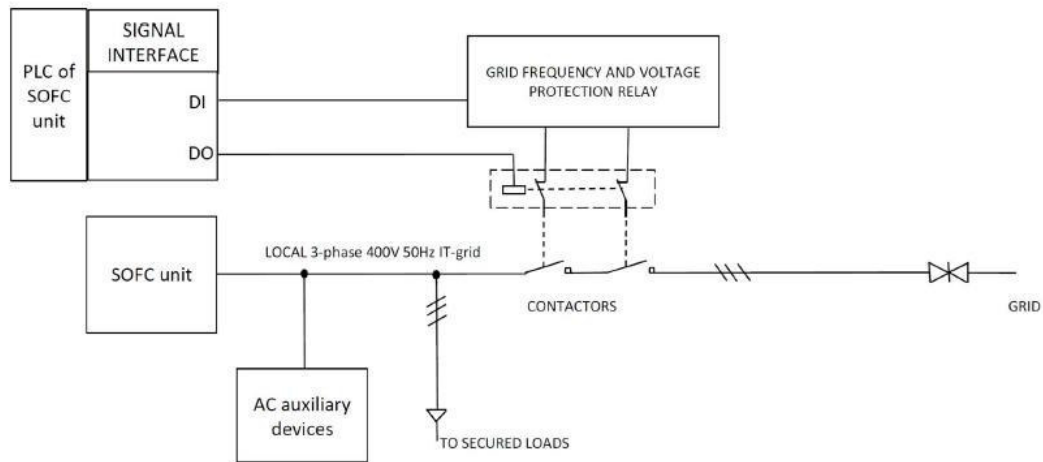 SIGNAL
INTERFACE
PLC of
SOFC
unit
DI
DO
GRID FREQUENCY AND VOLTAGE
PROTECTION RELAY
SOFC unit
LOCAL 3-phase 400V 50Hz IT-grid
CONTACTORS
GRID
AC auxiliary
devices
TO SECURED LOADS